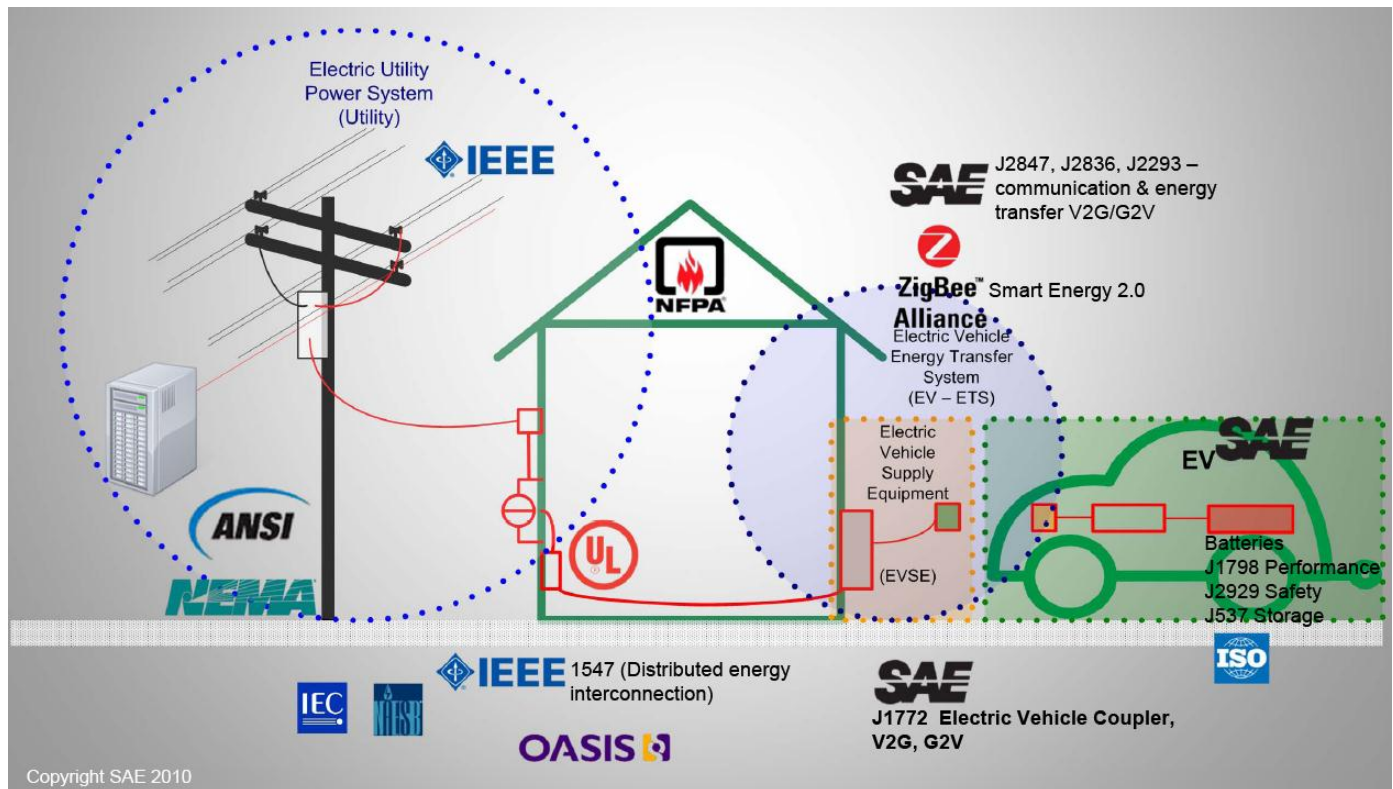 Electric Utility
Power System
(Utility)
IEEE
SAE
J2847, J2836, J2293 –
communication & energy
transfer V2G/G2V
NFPA
ZigBee™
Alliance
Smart Energy 2.0
Electric Vehicle
Energy Transfer
System
(EV – ETS)
Electric
Vehicle
Supply
Equipment
(EVSE)
SAE
EV
Batteries
J1798 Performance
J2929 Safety
J537 Storage
ANSI
NEMA
UL
®
IEEE
1547 (Distributed energy
interconnection)
SAE
J1772 Electric Vehicle Coupler,
V2G, G2V
ISO
IEC
NAESB
OASIS
Copyright SAE 2010